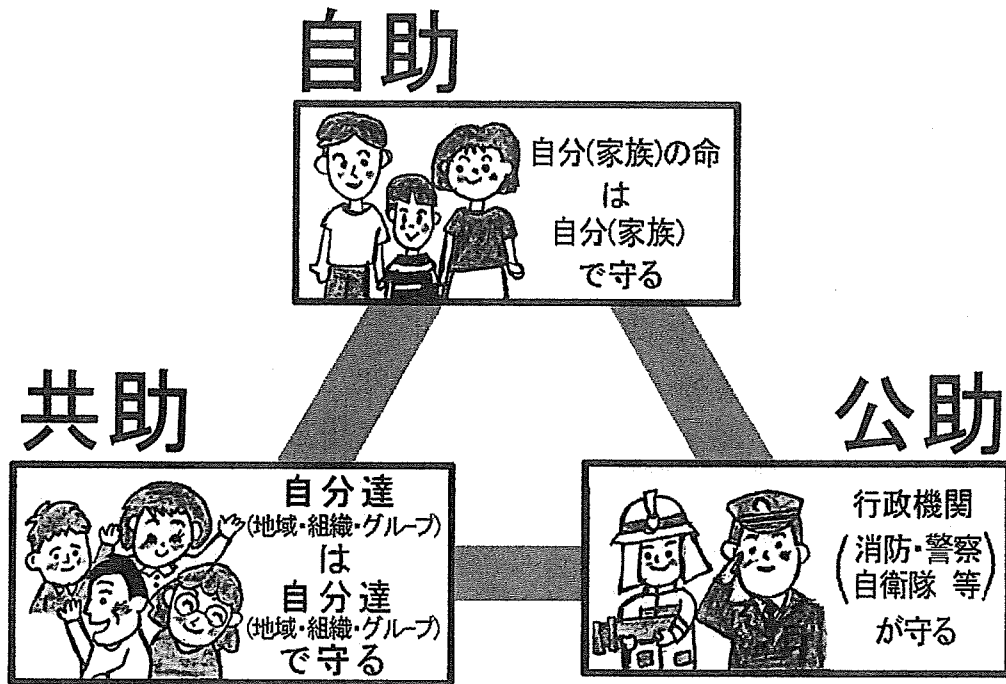 自助
自分(家族)の命
は
自分(家族)
で守る
共助
自分達
(地域・組織・グループ)
は
自分達
(地域・組織・グループ)
で守る
公助
行政機関
(消防・警察
自衛隊 等)
が守る